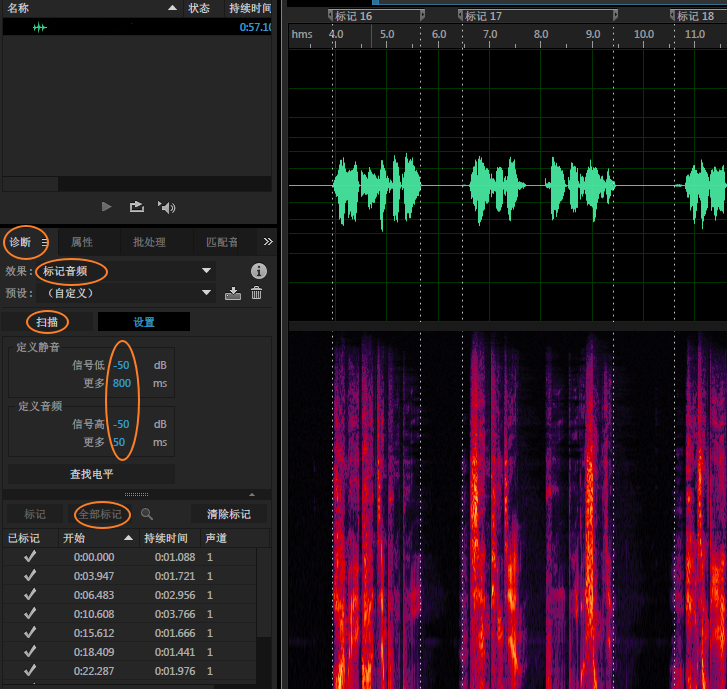 名称 状态 持续时间
0:57.10
诊断 属性 批处理 匹配音
效果: 标记音频
预设: （自定义）
扫描 设置
定义静音
信号低 -50 dB
更多 800 ms
定义音频
信号高 -50 dB
更多 50 ms
查找电平
标记 全部标记 清除标记
已标记 开始 持续时间 声道
0:00.000 0:01.088 1
0:03.947 0:01.721 1
0:06.483 0:02.956 1
0:10.608 0:03.766 1
0:15.612 0:01.666 1
0:18.409 0:01.441 1
0:22.287 0:01.976 1
标记 16 标记 17 标记 18
hms 4.0 5.0 6.0 7.0 8.0 9.0 10.0 11.0